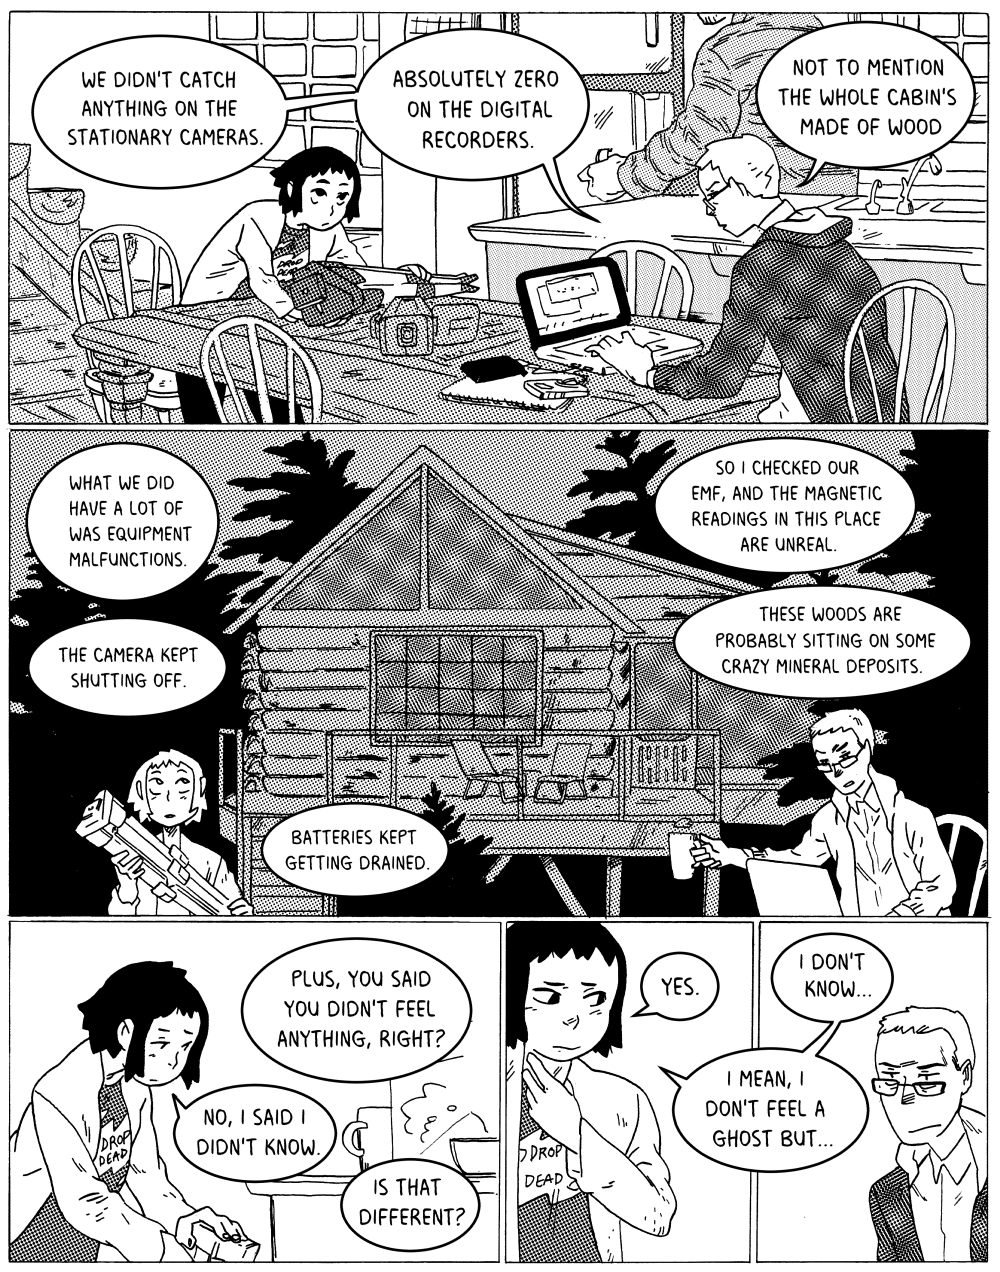 WE DIDN'T CATCH
ANYTHING ON THE
STATIONARY CAMERAS.
ABSOLUTELY ZERO
ON THE DIGITAL
RECORDERS.
NOT TO MENTION
THE WHOLE CABIN'S
MADE OF WOOD
DROP
DEAD
WHAT WE DID
HAVE A LOT OF
WAS EQUIPMENT
MALFUNCTIONS.
THE CAMERA KEPT
SHUTTING OFF.
BATTERIES KEPT
GETTING DRAINED.
SO I CHECKED OUR
EMF, AND THE MAGNETIC
READINGS IN THIS PLACE
ARE UNREAL.
THESE WOODS ARE
PROBABLY SITTING ON SOME
CRAZY MINERAL DEPOSITS.
PLUS, YOU SAID
YOU DIDN'T FEEL
ANYTHING, RIGHT?
NO, I SAID I
DIDN'T KNOW.
DROP
DEAD
IS THAT
DIFFERENT?
YES.
DROP
DEAD
I DON'T
KNOW...
I MEAN, I
DON'T FEEL A
GHOST BUT...